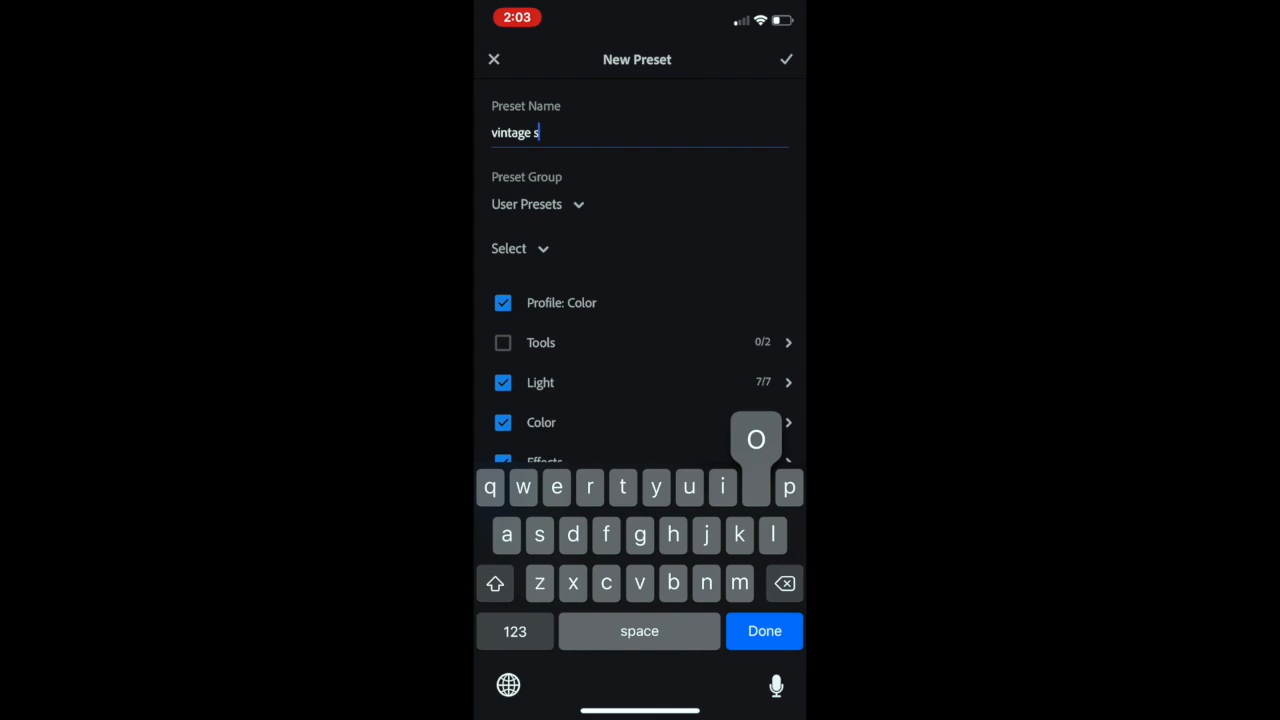 2:03
New Preset
Preset Name
vintage s
Preset Group
User Presets
Select
Profile: Color
Tools 0/2
Light 7/7
Color
Effects
O
q w e r t y u i p
a s d f g h j k l
z x c v b n m
123 space Done